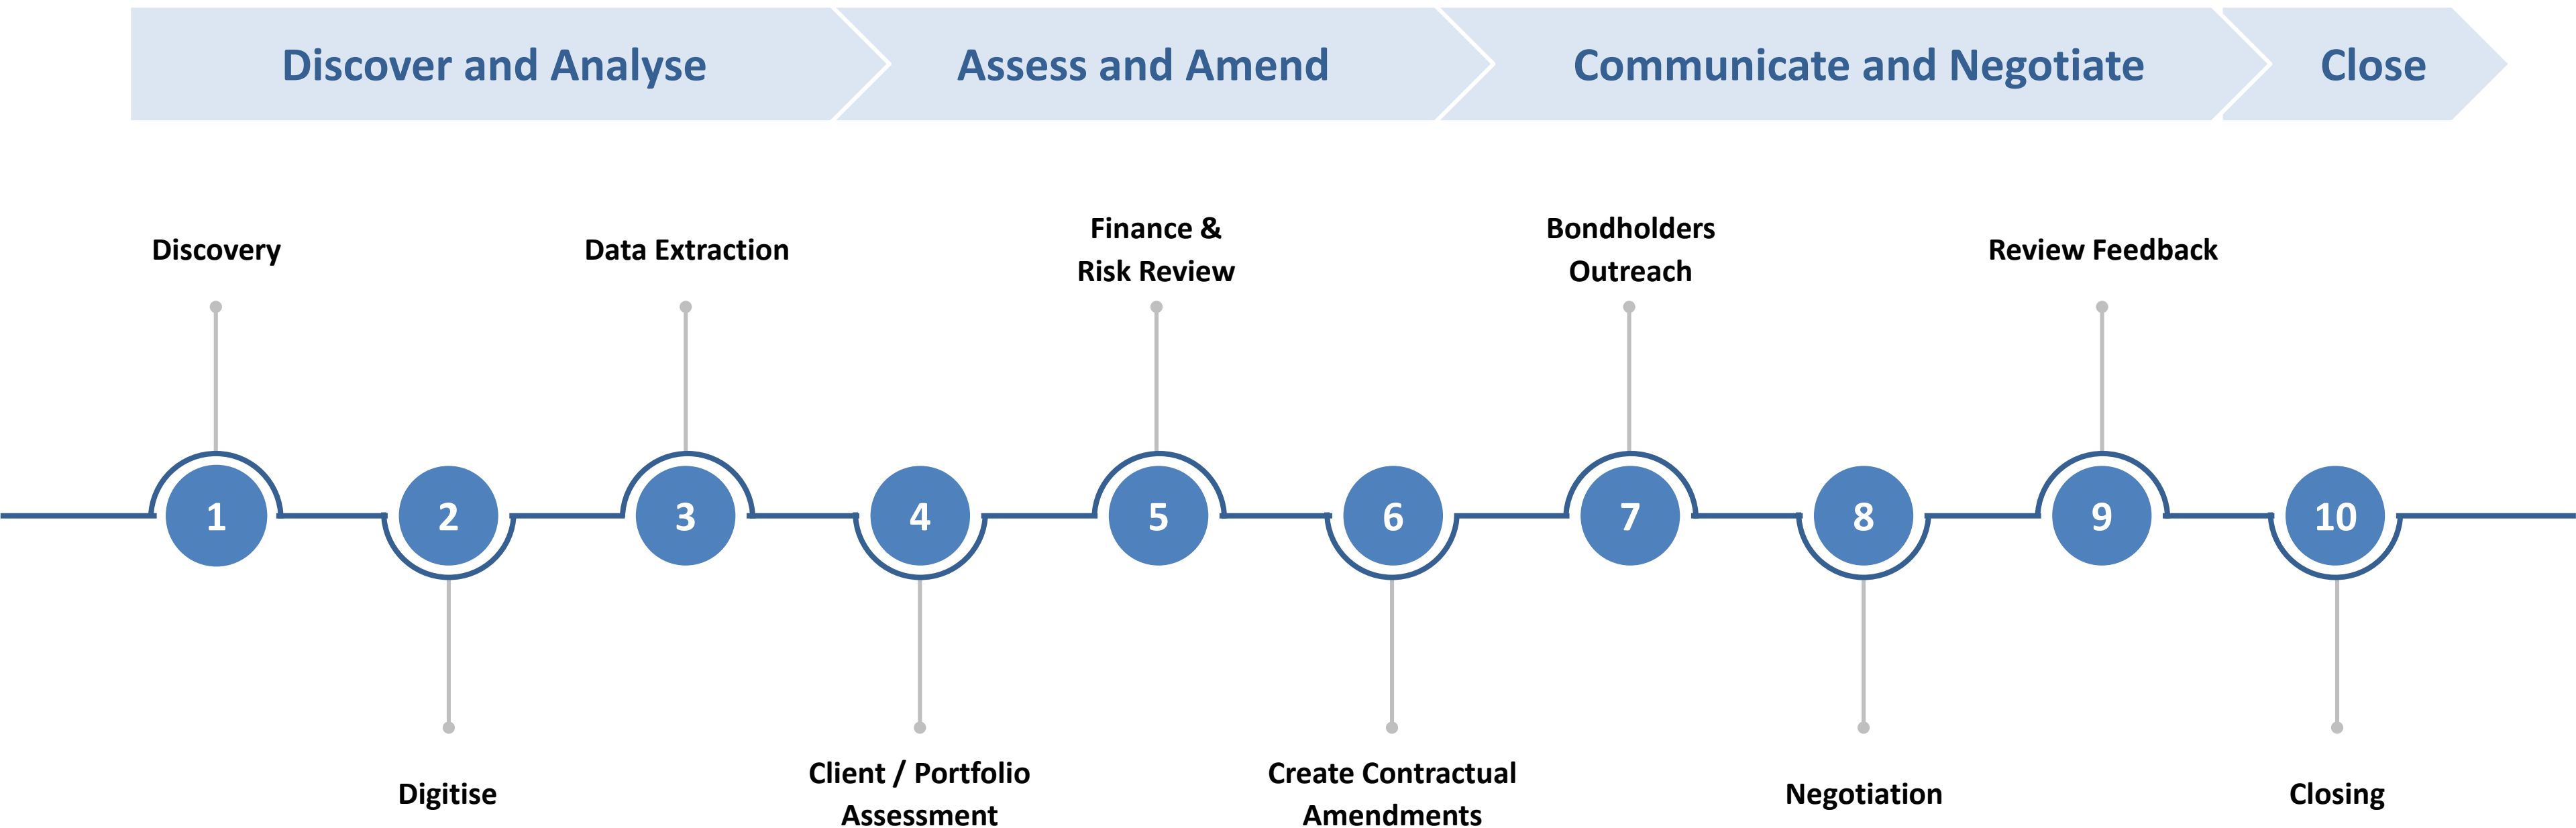 Discover and Analyse
Assess and Amend
Communicate and Negotiate
Close
Discovery
Data Extraction
Finance &
Risk Review
Bondholders
Outreach
Review Feedback
1
2
3
4
5
6
7
8
9
10
Digitise
Client / Portfolio
Assessment
Create Contractual
Amendments
Negotiation
Closing